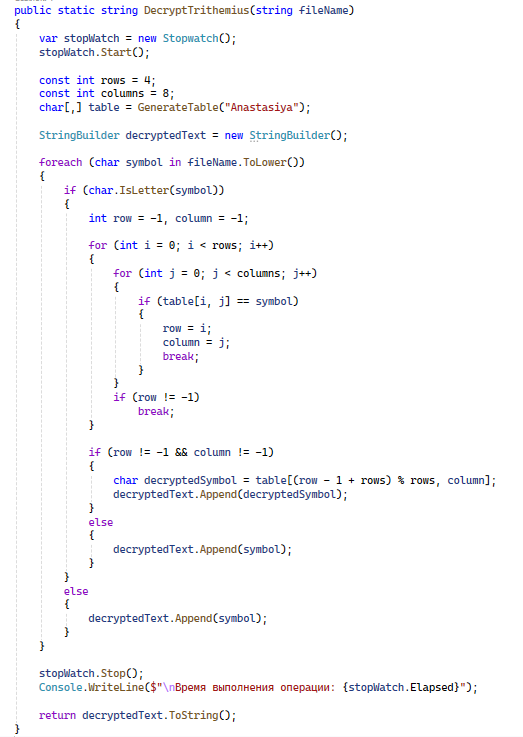 public static string DecryptTrithemius(string fileName)
{
    var stopWatch = new Stopwatch();
    stopWatch.Start();

    const int rows = 4;
    const int columns = 8;
    char[,] table = GenerateTable("Anastasiya");

    StringBuilder decryptedText = new StringBuilder();

    foreach (char symbol in fileName.ToLower())
    {
        if (char.IsLetter(symbol))
        {
            int row = -1, column = -1;

            for (int i = 0; i < rows; i++)
            {
                for (int j = 0; j < columns; j++)
                {
                    if (table[i, j] == symbol)
                    {
                        row = i;
                        column = j;
                        break;
                    }
                }
                if (row != -1)
                    break;
            }

            if (row != -1 && column != -1)
            {
                char decryptedSymbol = table[(row - 1 + rows) % rows, column];
                decryptedText.Append(decryptedSymbol);
            }
            else
            {
                decryptedText.Append(symbol);
            }
        }
        else
        {
            decryptedText.Append(symbol);
        }
    }

    stopWatch.Stop();
    Console.WriteLine($"\nВремя выполнения операции: {stopWatch.Elapsed}");

    return decryptedText.ToString();
}